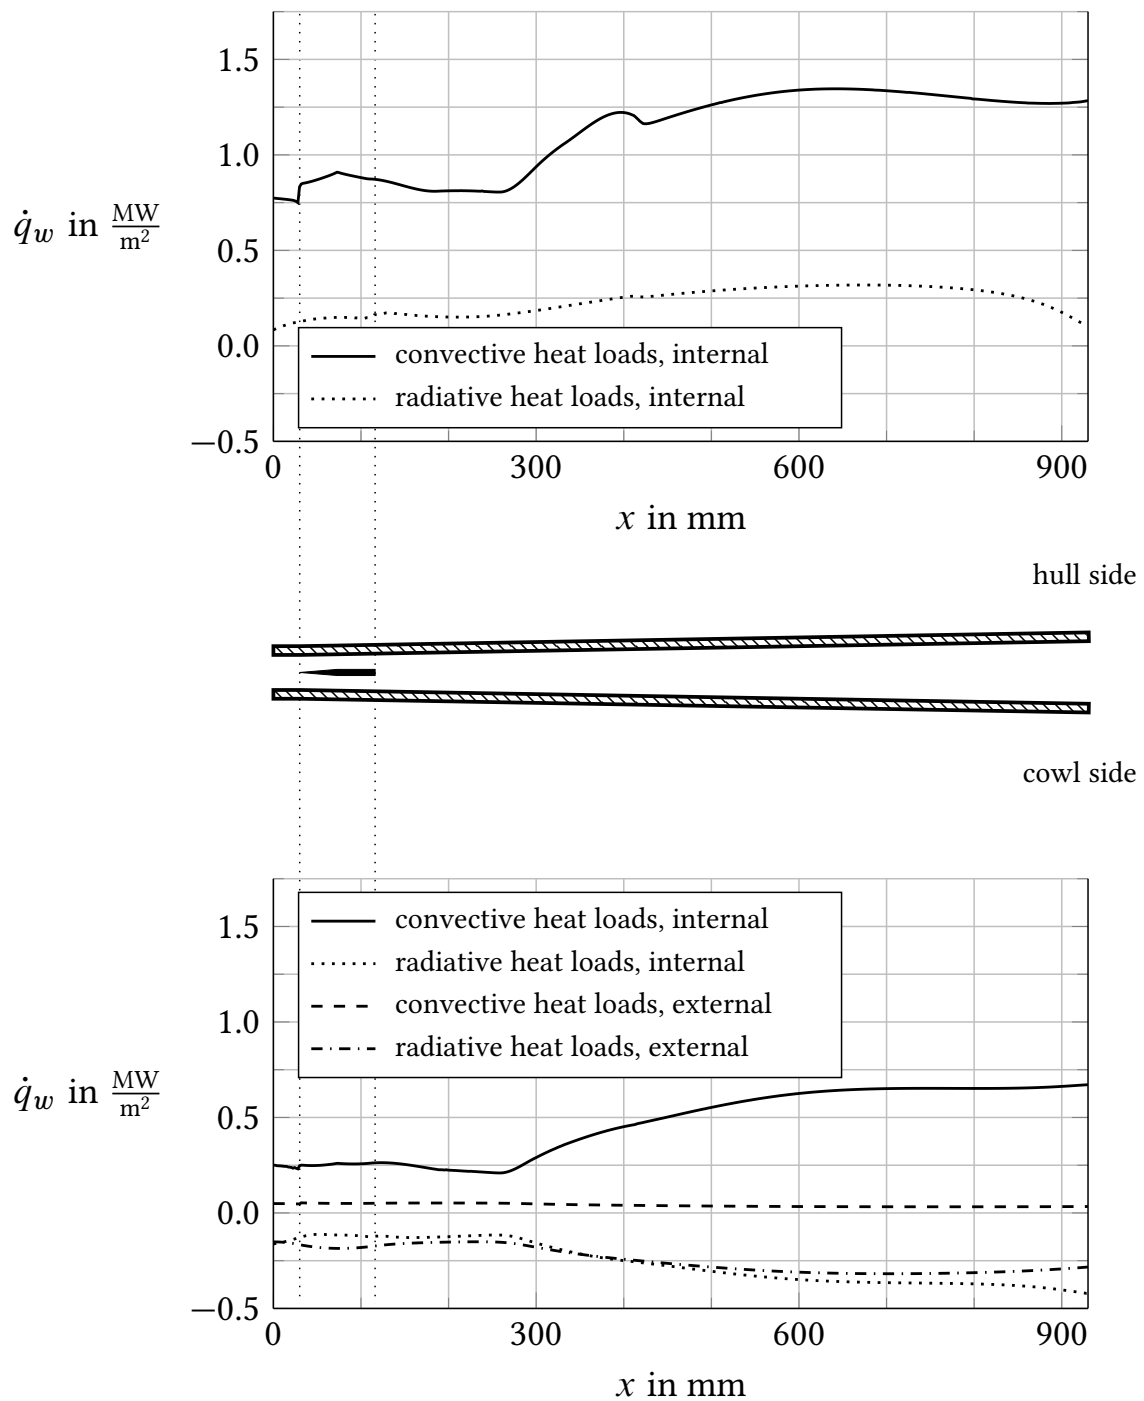 1.5
1.0
q̇w in MW/m²
0.5
0.0
convective heat loads, internal
radiative heat loads, internal
−0.5
0 300 600 900
x in mm
hull side
cowl side
convective heat loads, internal
1.5
radiative heat loads, internal
convective heat loads, external
1.0
radiative heat loads, external
q̇w in MW/m²
0.5
0.0
−0.5
0 300 600 900
x in mm